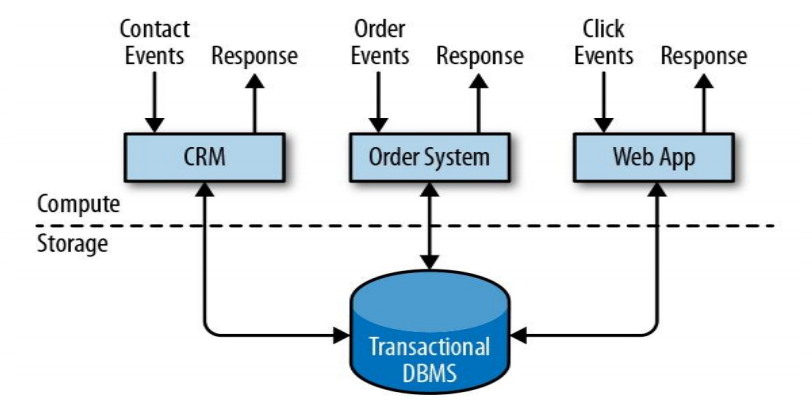 Contact
Events
Response
Order
Events
Response
Click
Events
Response
CRM
Order System
Web App
Compute
Storage
Transactional
DBMS